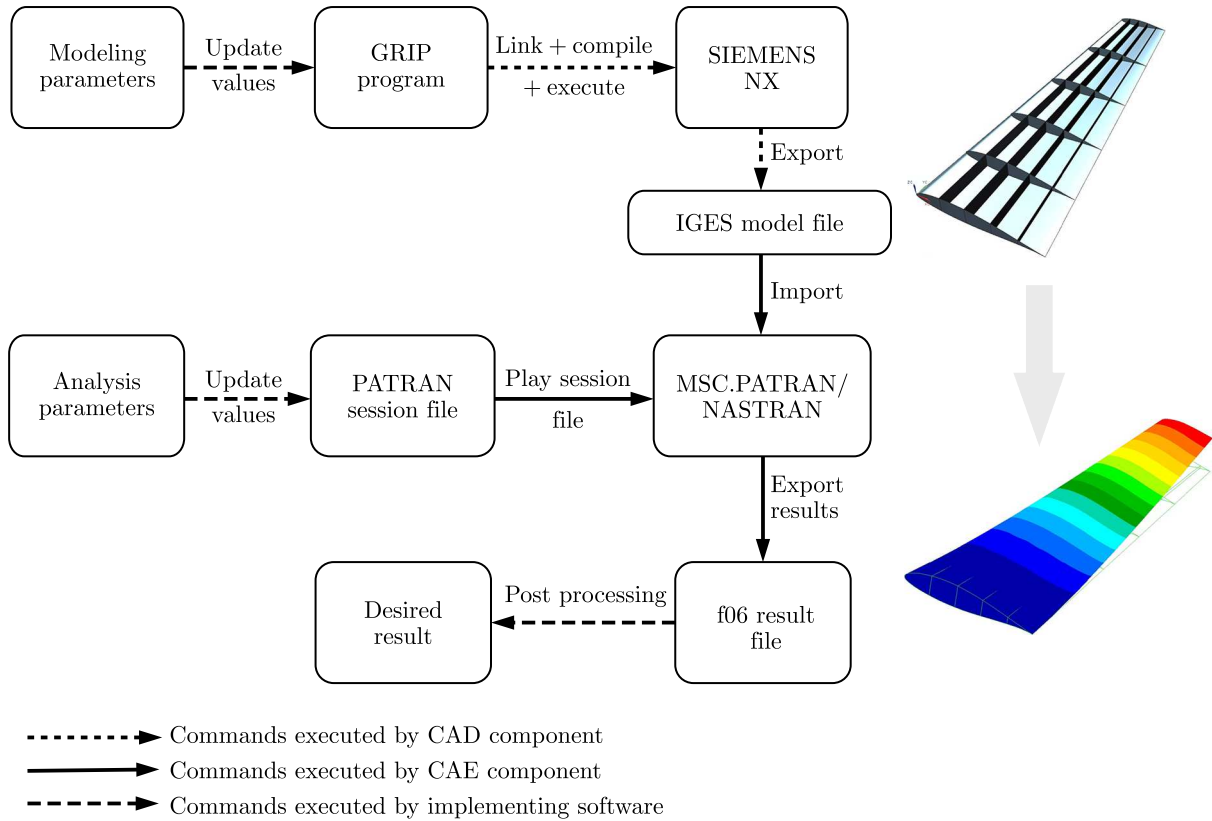 Modeling
parameters
Update
values
GRIP
program
Link + compile
+ execute
SIEMENS
NX
Export
IGES model file
Import
Analysis
parameters
Update
values
PATRAN
session file
Play session
file
MSC.PATRAN/
NASTRAN
Export
results
Desired
result
Post processing
f06 result
file
Commands executed by CAD component
Commands executed by CAE component
Commands executed by implementing software